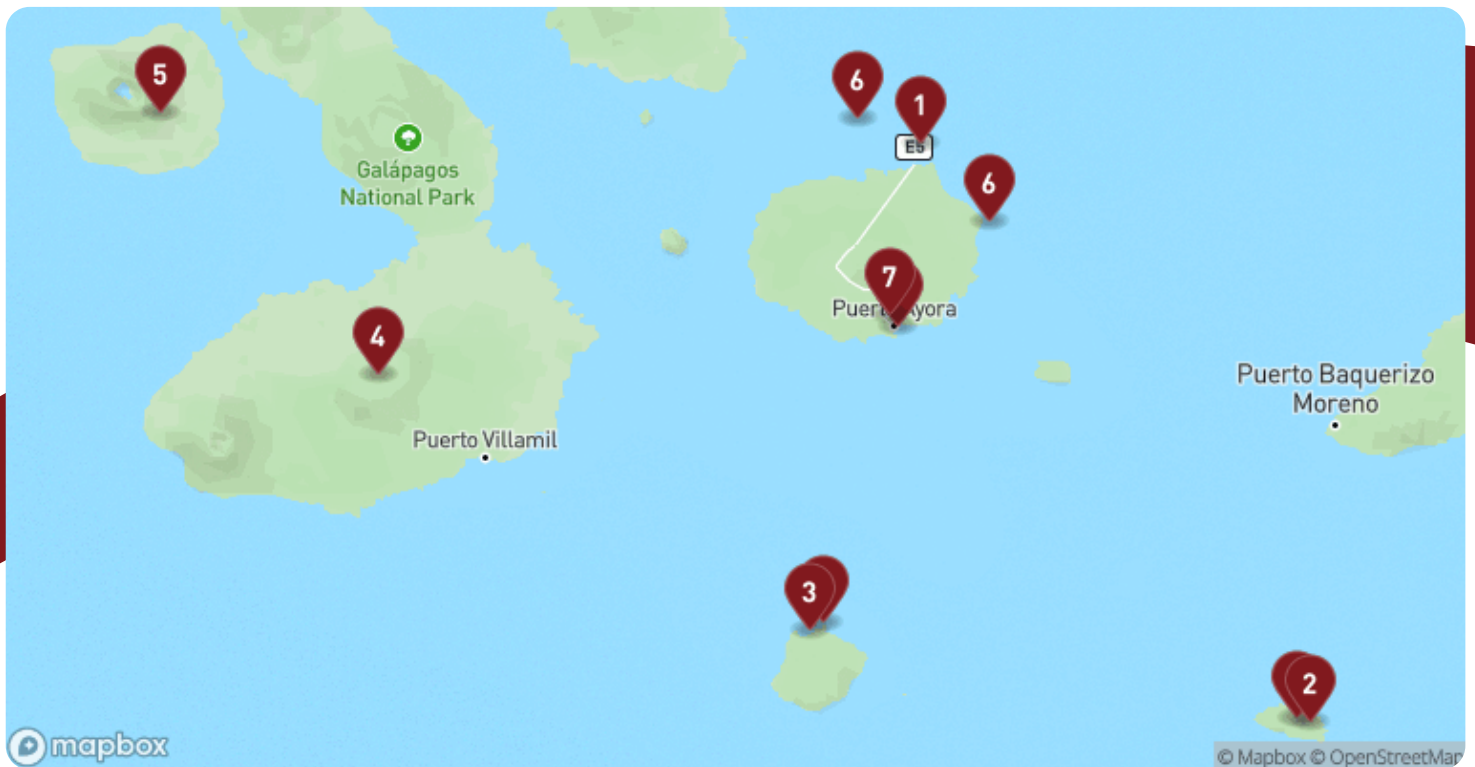 5
6
1
E5
Galápagos
National Park
6
7
Puerto Ayora
4
Puerto Baquerizo
Moreno
Puerto Villamil
3
2
mapbox
© Mapbox © OpenStreetMap